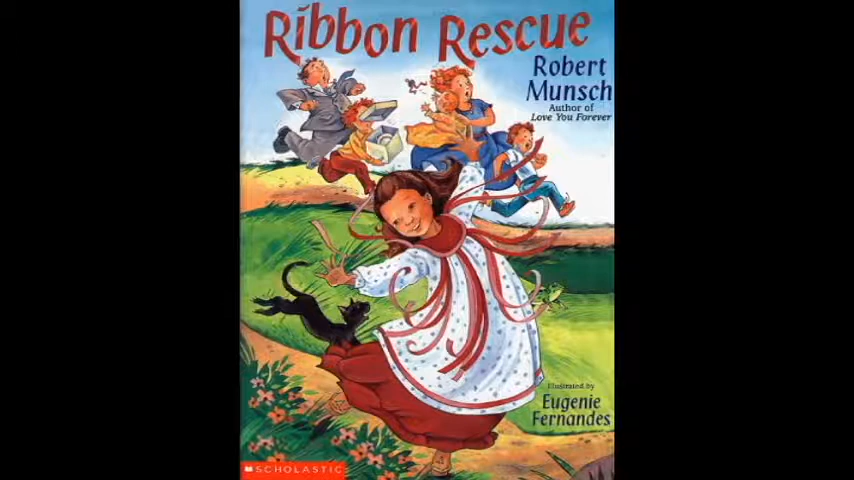 Ribbon Rescue
Robert
Munsch
Author of
Love You Forever
Illustrated by
Eugenie
Fernandes
SCHOLASTIC